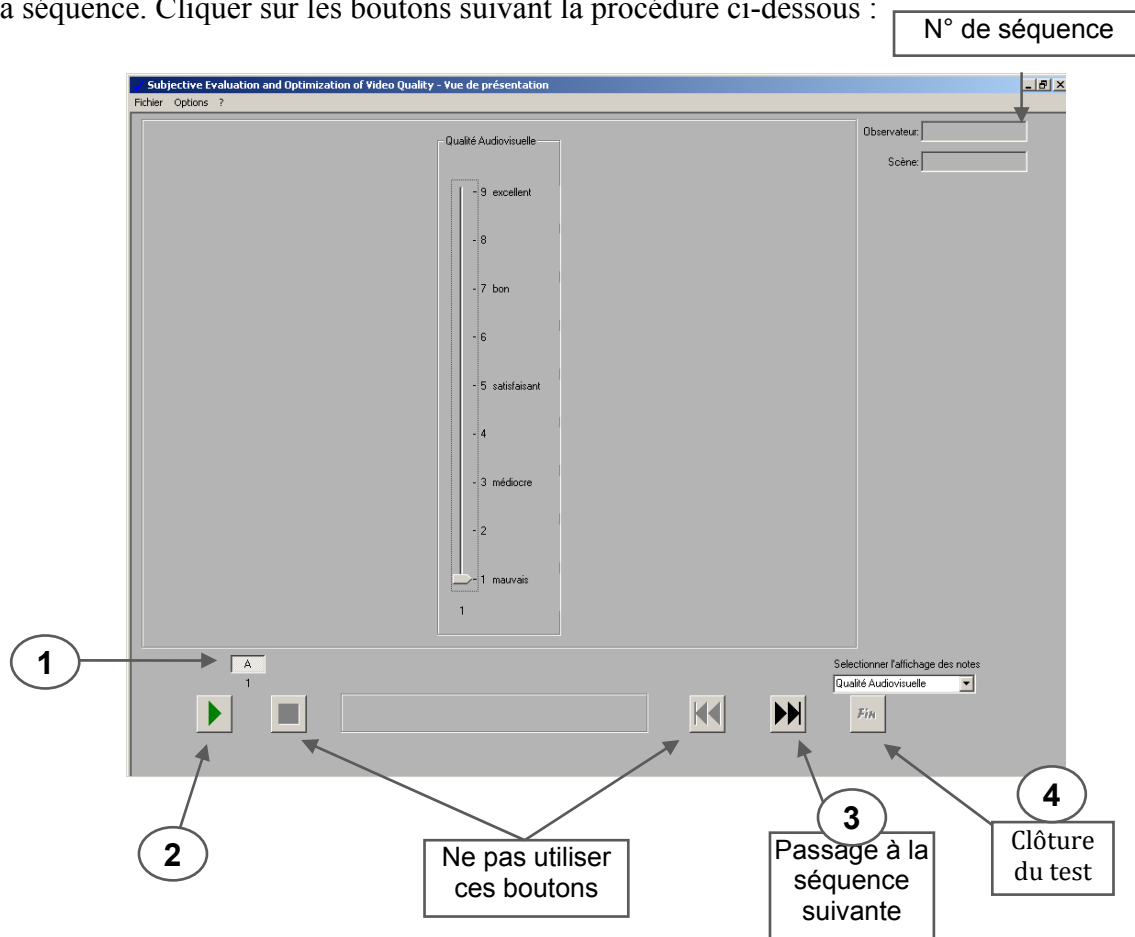 a séquence. Cliquer sur les boutons suivant la procédure ci-dessous :
N° de séquence
Subjective Evaluation and Optimization of Video Quality - Vue de présentation
Fichier Options ?
Observateur:
Scène:
Qualité Audiovisuelle
9 excellent
8
7 bon
6
5 satisfaisant
4
3 médiocre
2
1 mauvais
1
1
A
1
Selectionner l'affichage des notes
Qualité Audiovisuelle
Fin
2
Ne pas utiliser
ces boutons
3
Passage à la
séquence
suivante
4
Clôture
du test